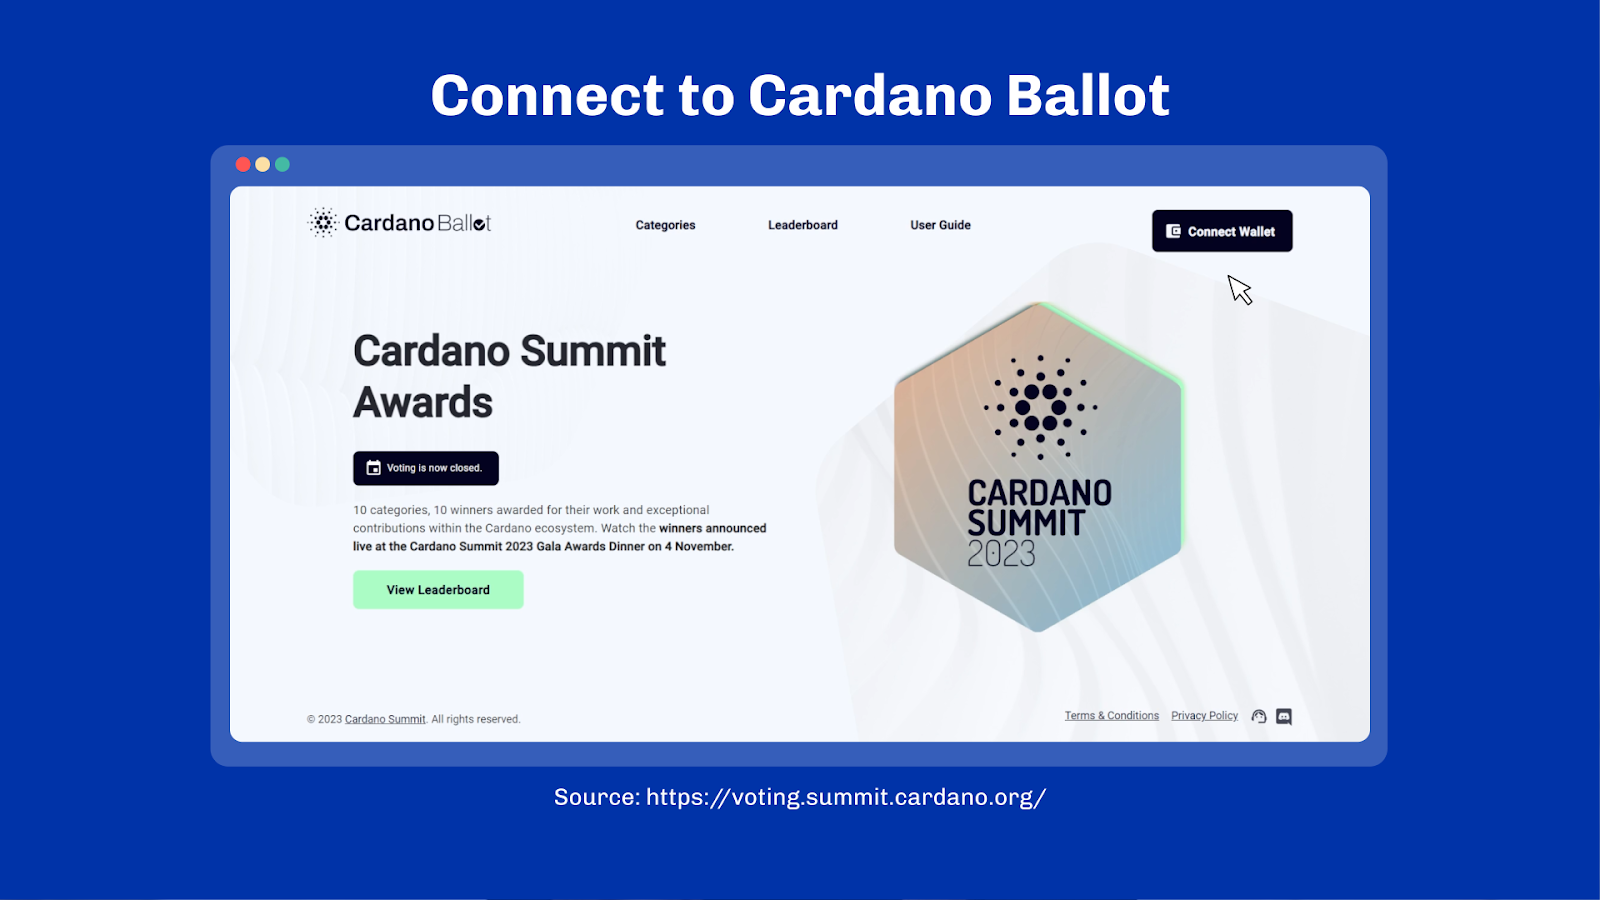 Connect to Cardano Ballot
Cardano Ballot
Categories
Leaderboard
User Guide
Connect Wallet
Cardano Summit
Awards
Voting is now closed.
10 categories, 10 winners awarded for their work and exceptional
contributions within the Cardano ecosystem. Watch the winners announced
live at the Cardano Summit 2023 Gala Awards Dinner on 4 November.
View Leaderboard
CARDANO
SUMMIT
2023
© 2023 Cardano Summit. All rights reserved.
Terms & Conditions
Privacy Policy
Source: https://voting.summit.cardano.org/